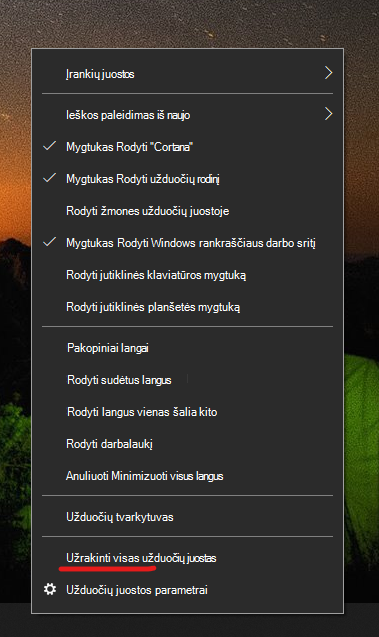 Įrankių juostos
Ieškos paleidimas iš naujo
Mygtukas Rodyti "Cortana"
Mygtukas Rodyti užduočių rodinį
Rodyti žmones užduočių juostoje
Mygtukas Rodyti Windows rankraščiaus darbo sritį
Rodyti jutiklinės klaviatūros mygtuką
Rodyti jutiklinės planšetės mygtuką
Pakopiniai langai
Rodyti sudėtus langus
Rodyti langus vienas šalia kito
Rodyti darbalaukį
Anuliuoti Minimizuoti visus langus
Užduočių tvarkytuvas
Užrakinti visas užduočių juostas
Užduočių juostos parametrai